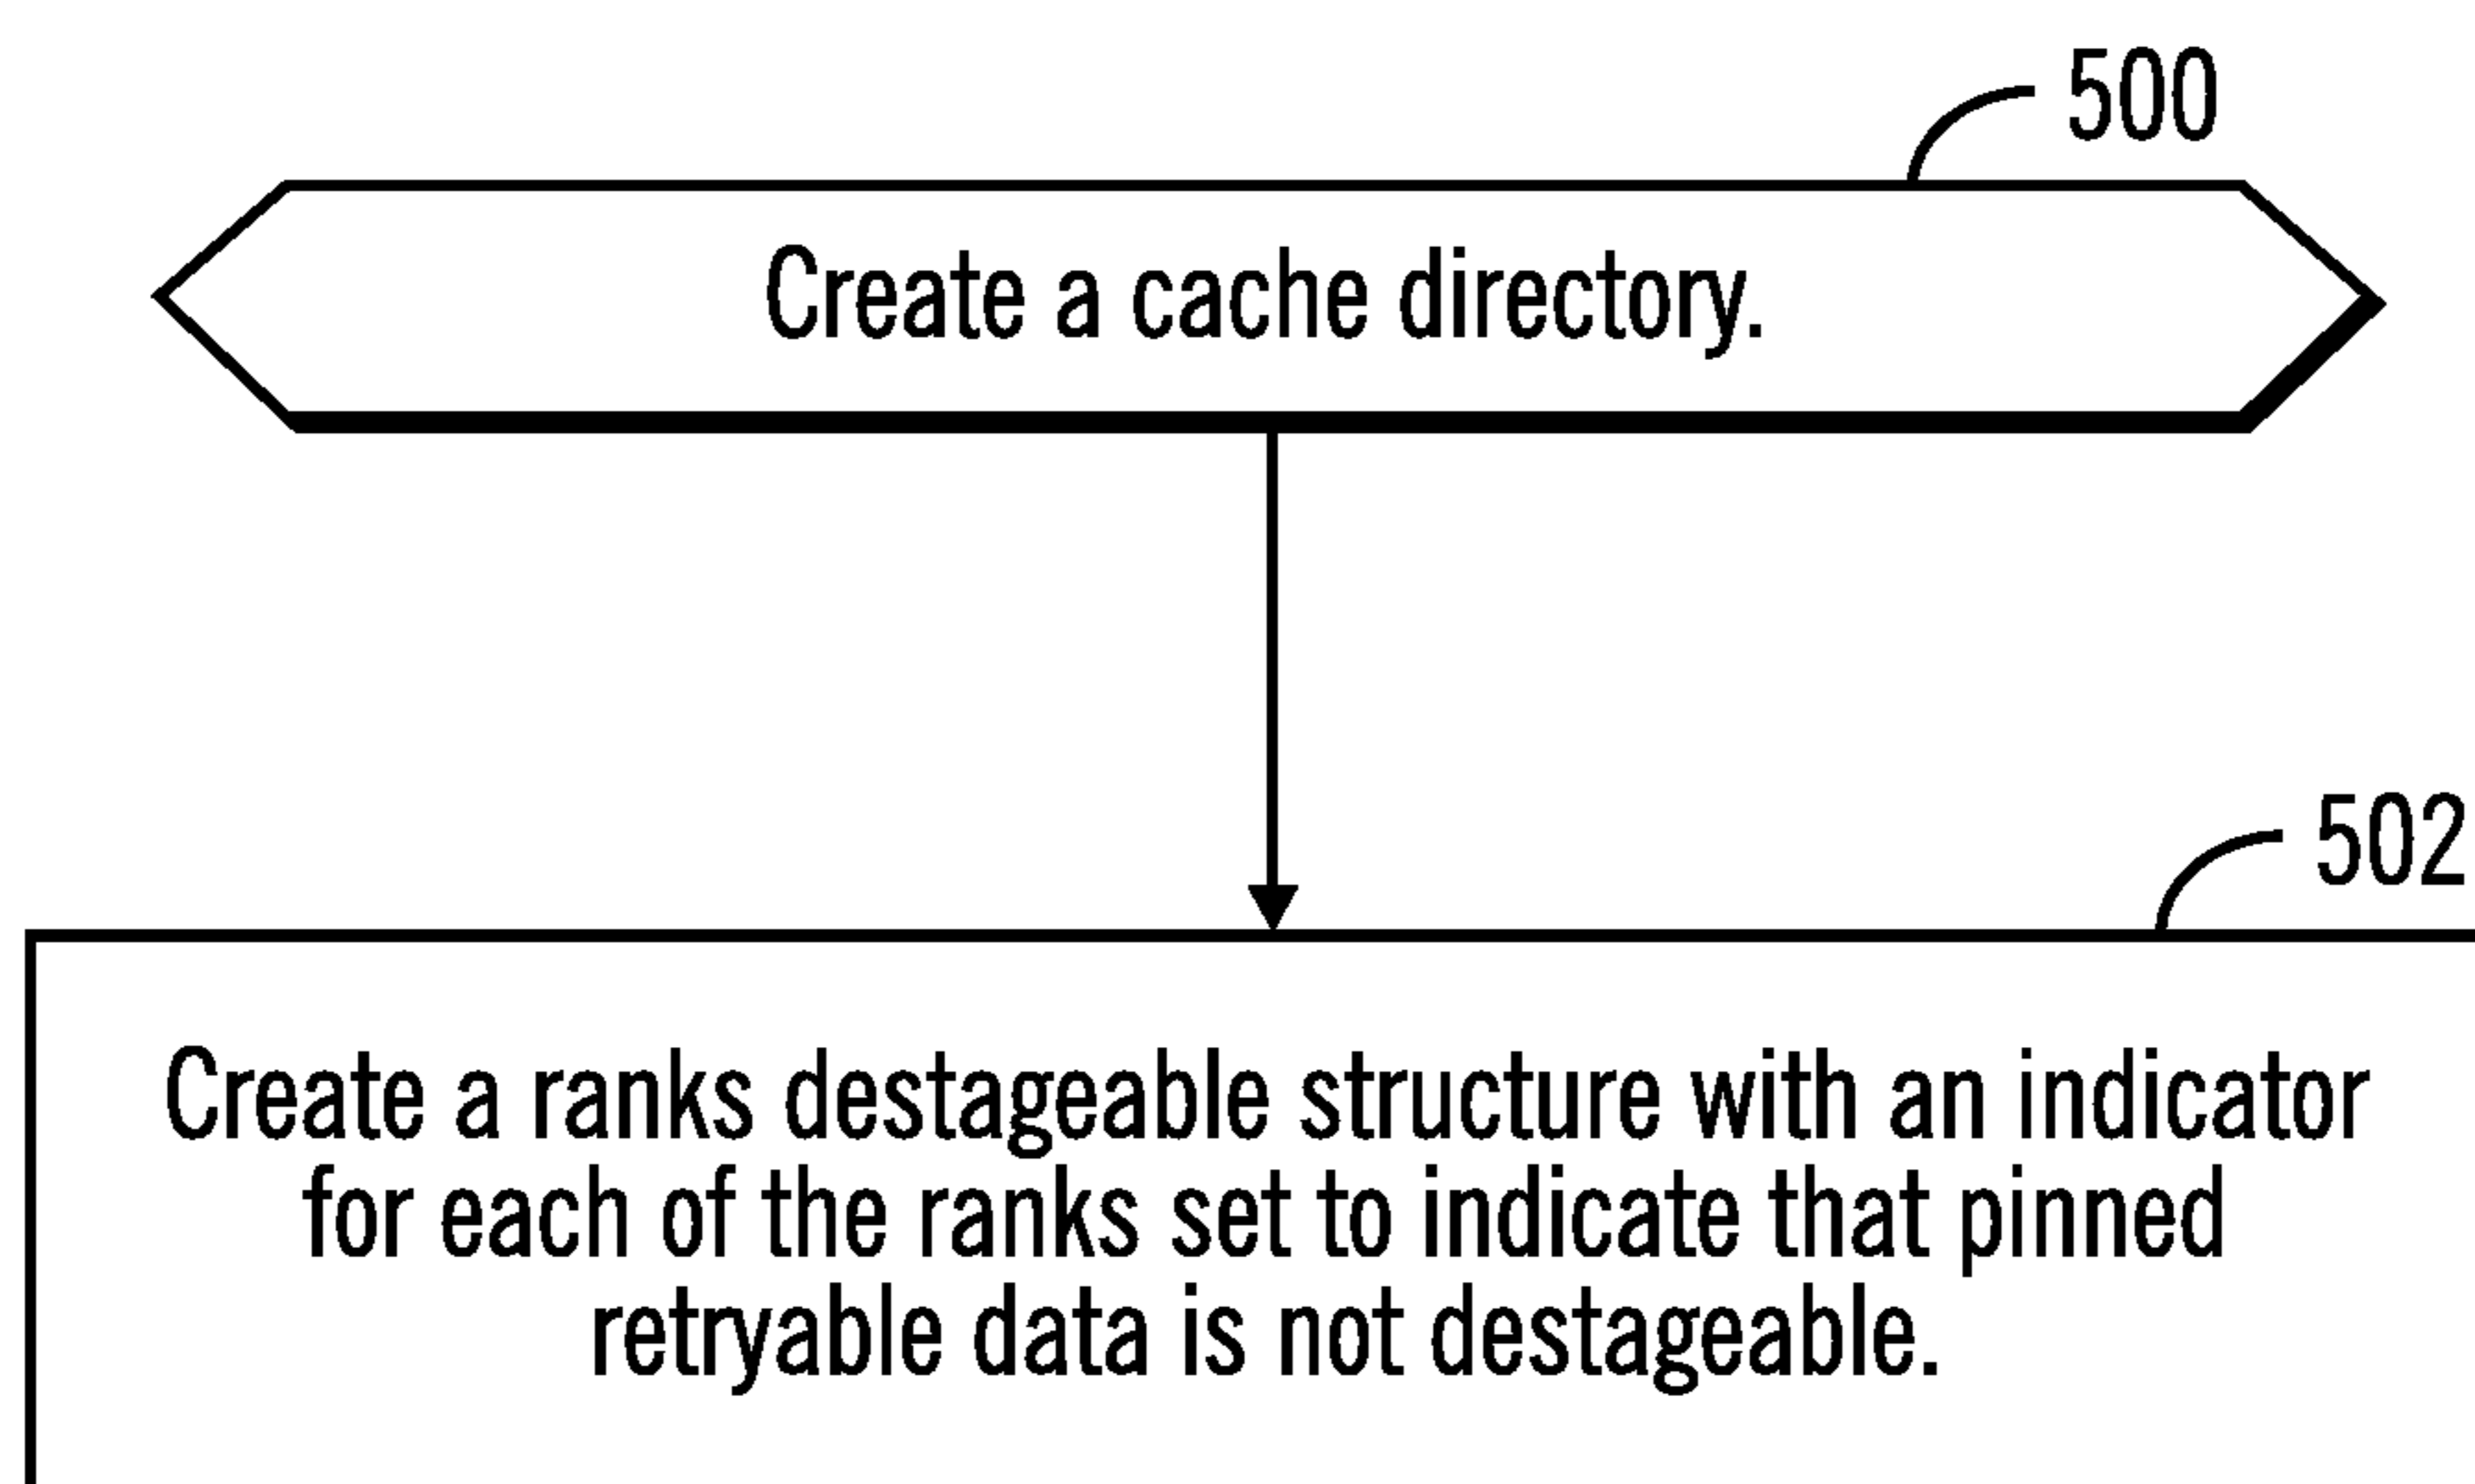 500
Create a cache directory.
502
Create a ranks destageable structure with an indicator
for each of the ranks set to indicate that pinned
retryable data is not destageable.